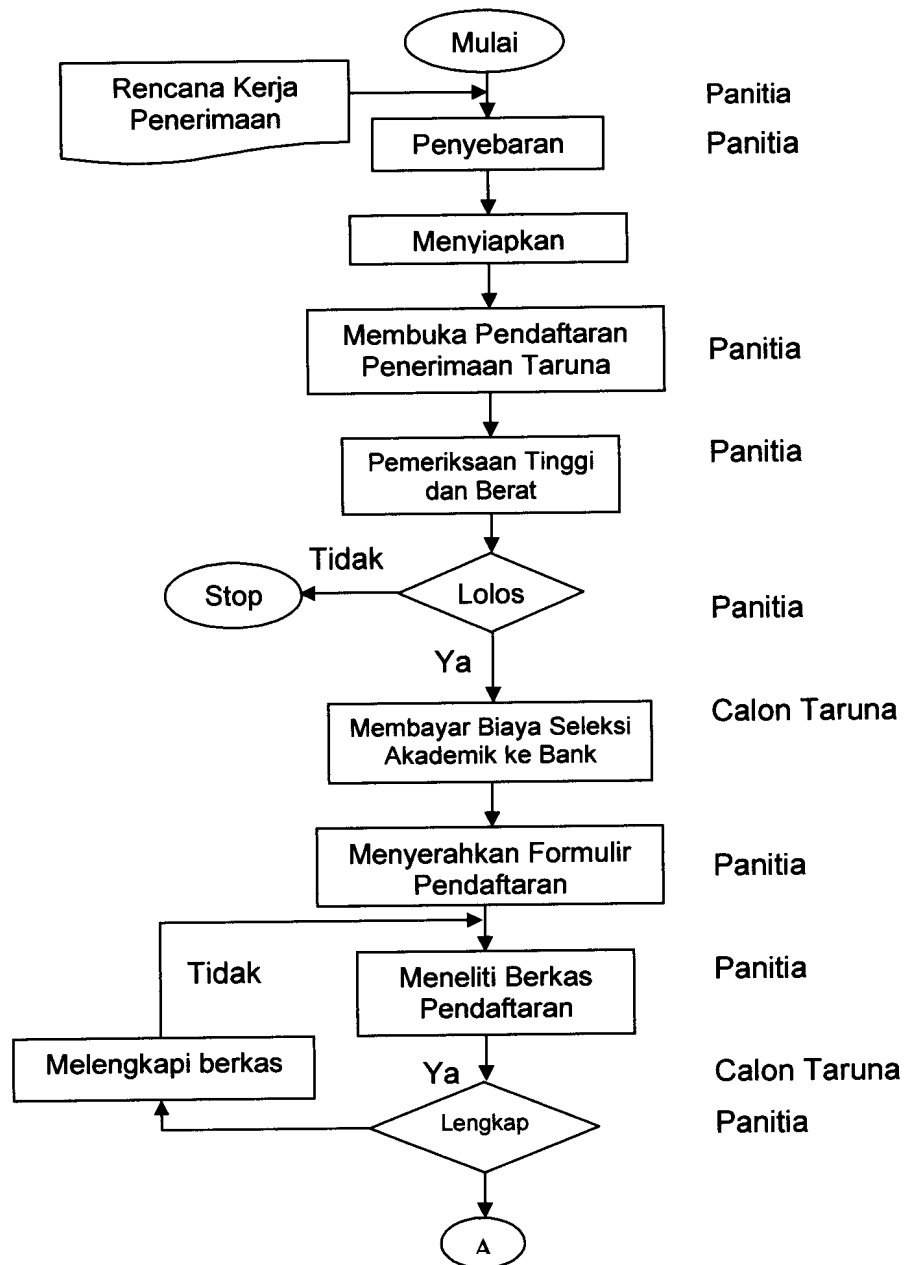 Mulai
Rencana Kerja
Penerimaan
Panitia
Penyebaran
Panitia
Menyiapkan
Membuka Pendaftaran
Penerimaan Taruna
Panitia
Pemeriksaan Tinggi
dan Berat
Panitia
Tidak
Stop
Lolos
Panitia
Ya
Membayar Biaya Seleksi
Akademik ke Bank
Calon Taruna
Menyerahkan Formulir
Pendaftaran
Panitia
Tidak
Meneliti Berkas
Pendaftaran
Panitia
Melengkapi berkas
Ya
Calon Taruna
Lengkap
Panitia
A